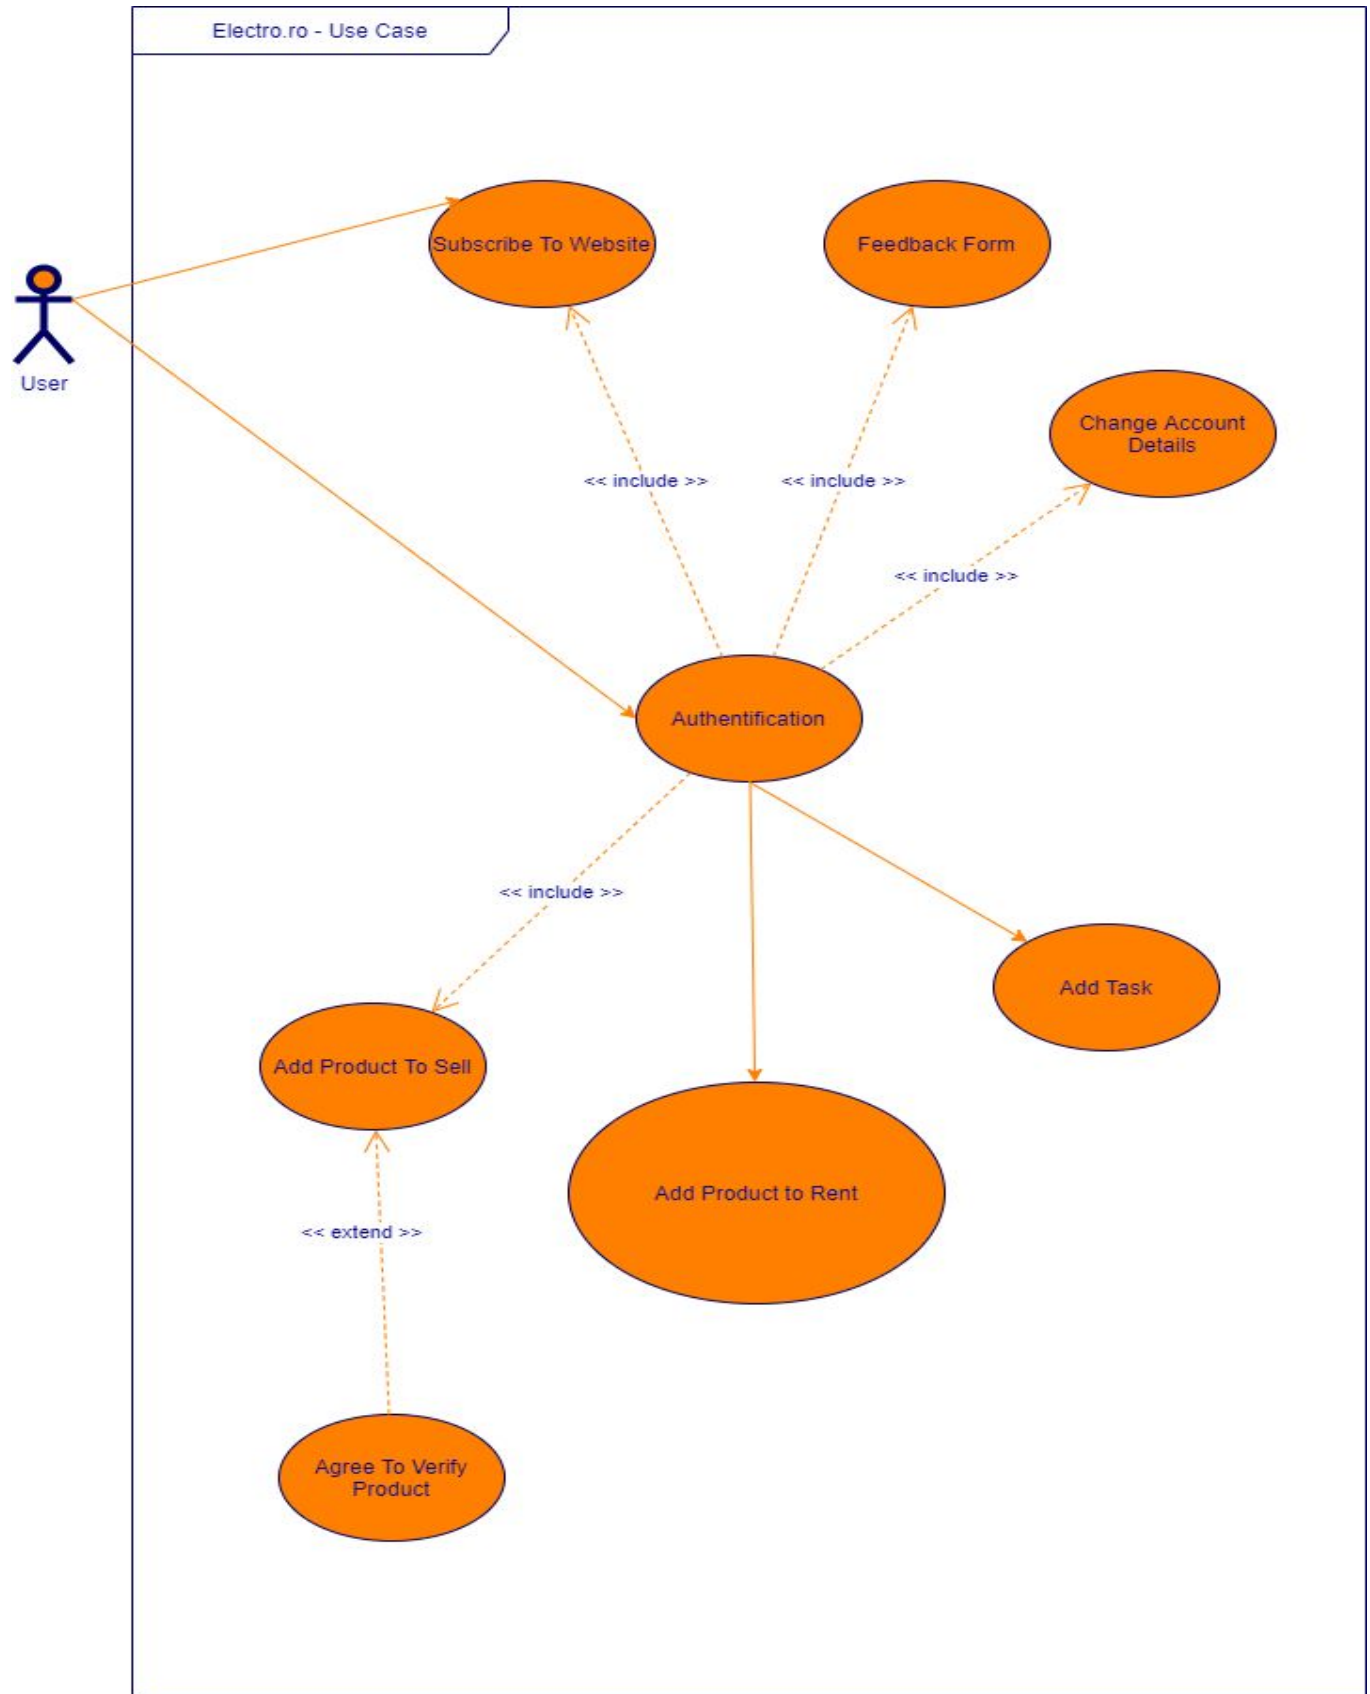 Electro.ro - Use Case
Subscribe To Website
Feedback Form
User
Change Account
Details
<< include >>
<< include >>
<< include >>
Authentification
<< include >>
Add Task
Add Product To Sell
Add Product to Rent
<< extend >>
Agree To Verify
Product